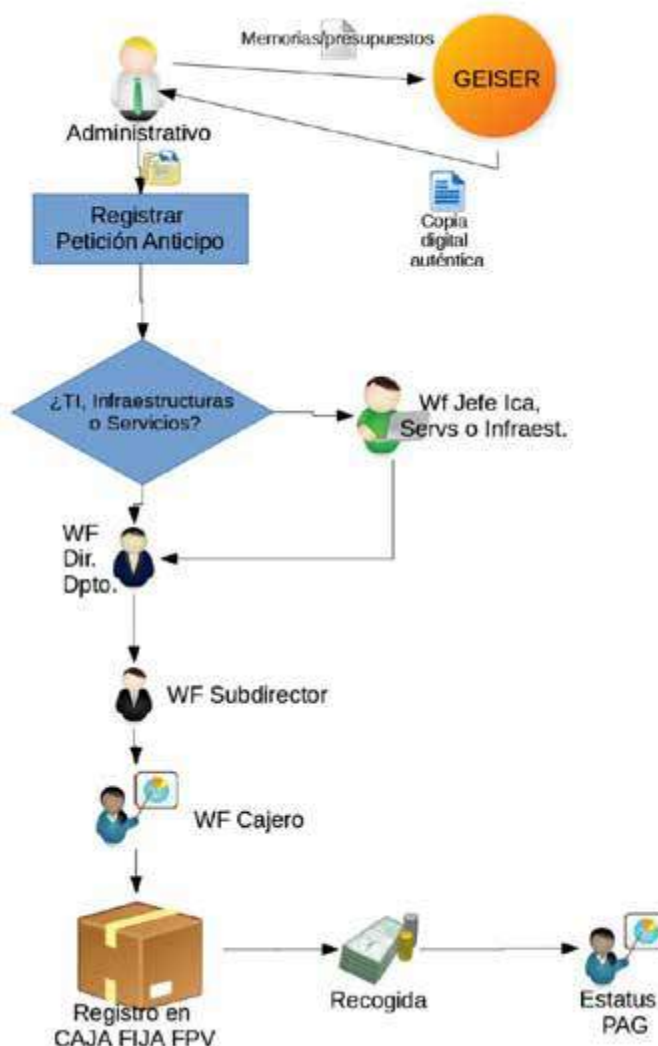 Memorias/presupuestos
GEISER
Administrativo
Copia
digital
auténtica
Registrar
Petición Anticipo
¿TI, Infraestructuras
o Servicios?
Wf Jefe Ica,
Servs o Infraest.
WF
Dir.
Dpto.
WF Subdirector
WF Cajero
Registro en
CAJA FIJA FPV
Recogida
Estatus
PAG